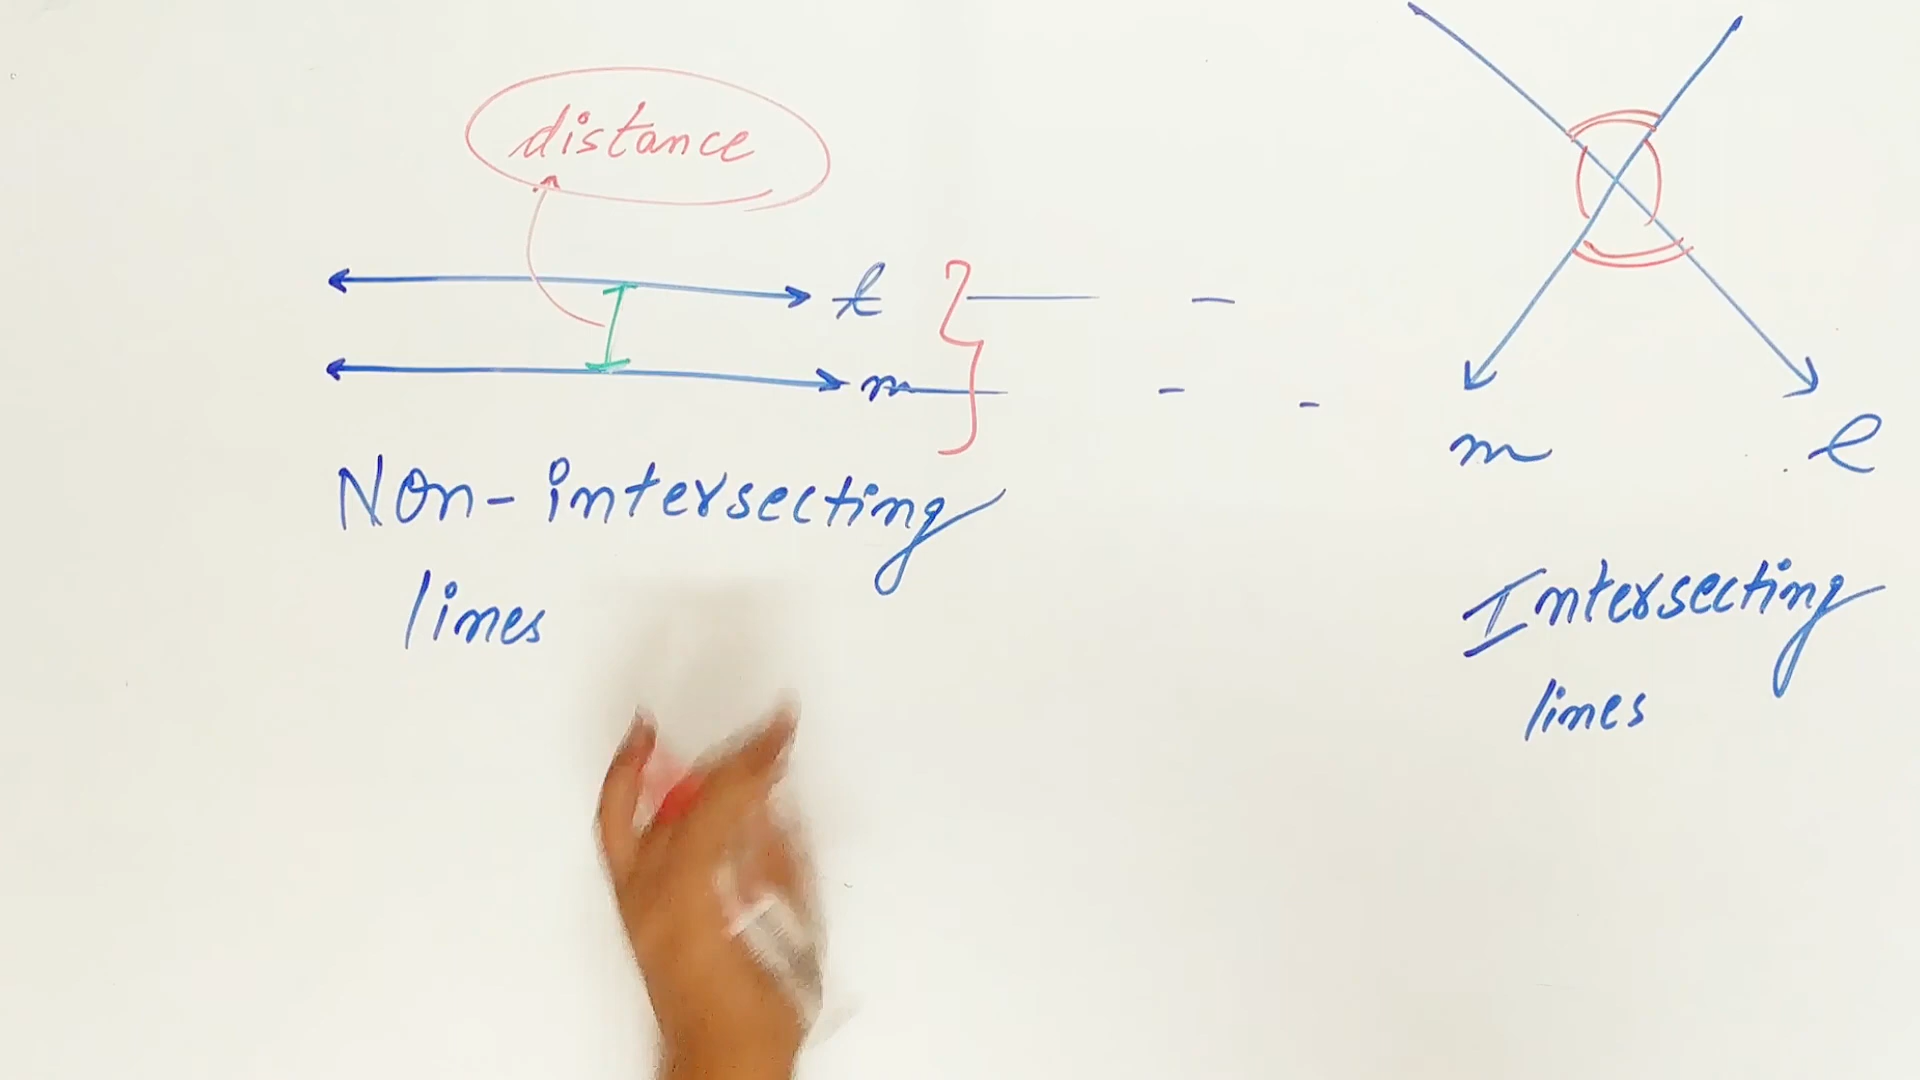 distance
l
m
Non-intersecting
lines
m
l
Intersecting
lines